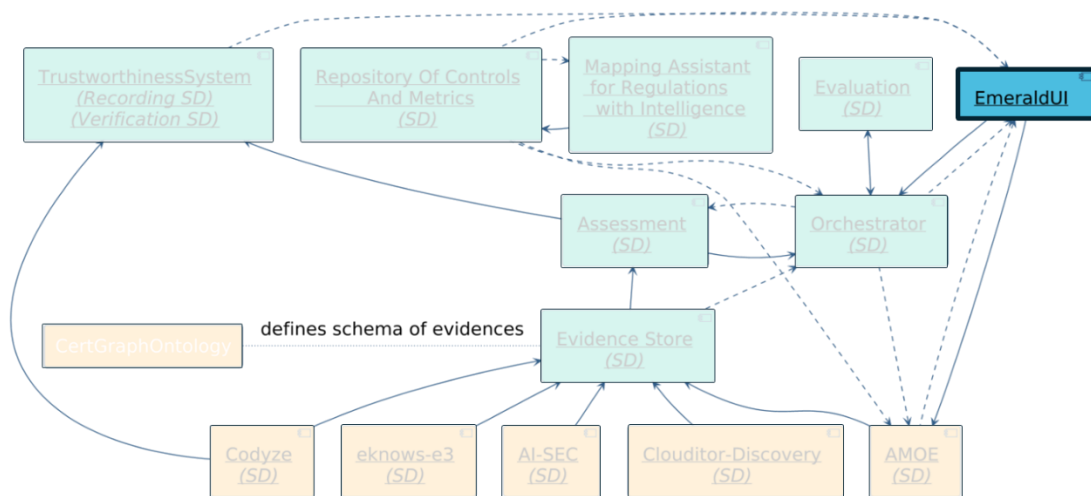 TrustworthinessSystem
(Recording SD)
(Verification SD)
Repository Of Controls
And Metrics
(SD)
Mapping Assistant
for Regulations
with Intelligence
(SD)
Evaluation
(SD)
EmeraldUI
Assessment
(SD)
Orchestrator
(SD)
CertGraphOntology
defines schema of evidences
Evidence Store
(SD)
Codyze
(SD)
eknows-e3
(SD)
AI-SEC
(SD)
Clouditor-Discovery
(SD)
AMOE
(SD)